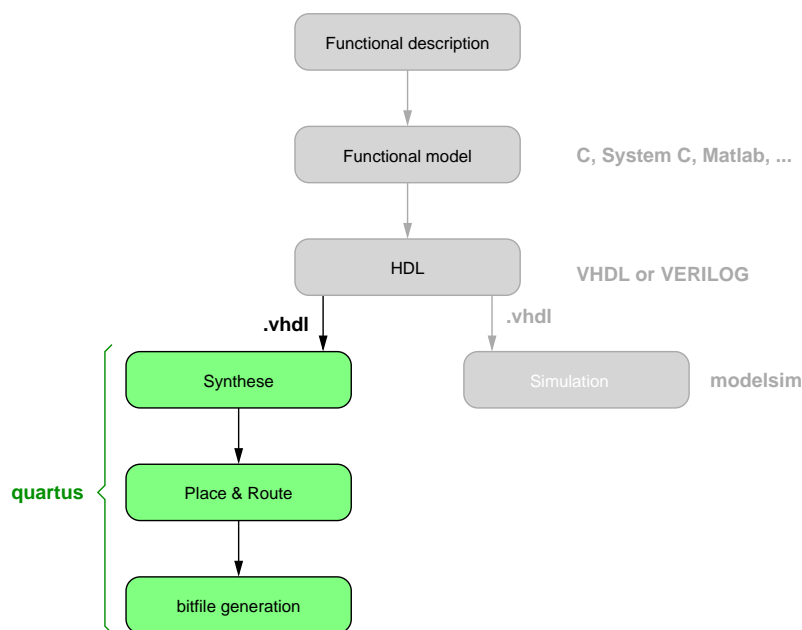 Functional description
Functional model
C, System C, Matlab, ...
HDL
VHDL or VERILOG
.vhdl
.vhdl
Synthese
Simulation
modelsim
quartus
Place & Route
bitfile generation